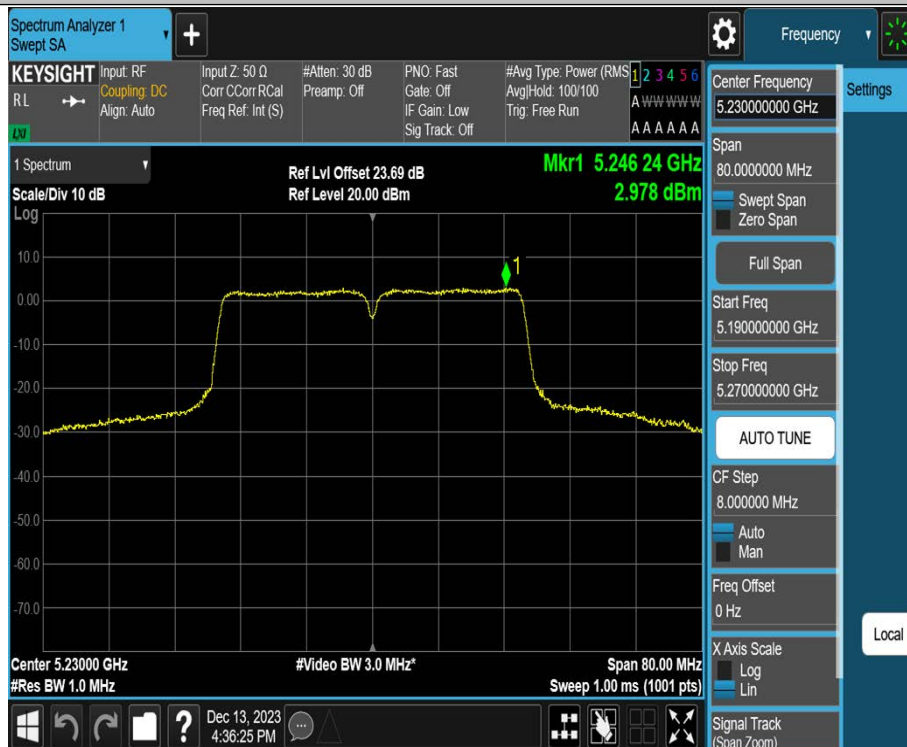 Spectrum Analyzer 1
Swept SA
+
Frequency
KEYSIGHT
RL
LXI
Input: RF
Coupling: DC
Align: Auto
Input Z: 50 Ω
Corr CCorr RCal
Freq Ref: Int (S)
#Atten: 30 dB
Preamp: Off
PNO: Fast
Gate: Off
IF Gain: Low
Sig Track: Off
#Avg Type: Power (RMS
Avg|Hold: 100/100
Trig: Free Run
1 2 3 4 5 6
A W W W W W
A A A A A A
1 Spectrum
Scale/Div 10 dB
Log
Ref Lvl Offset 23.69 dB
Ref Level 20.00 dBm
Mkr1 5.246 24 GHz
2.978 dBm
10.0
0.00
-10.0
-20.0
-30.0
-40.0
-50.0
-60.0
-70.0
1
Center 5.23000 GHz
#Res BW 1.0 MHz
#Video BW 3.0 MHz*
Span 80.00 MHz
Sweep 1.00 ms (1001 pts)
?
Dec 13, 2023
4:36:25 PM
Center Frequency
5.230000000 GHz
Span
80.0000000 MHz
Swept Span
Zero Span
Full Span
Start Freq
5.190000000 GHz
Stop Freq
5.270000000 GHz
AUTO TUNE
CF Step
8.000000 MHz
Auto
Man
Freq Offset
0 Hz
X Axis Scale
Log
Lin
Signal Track
(Span Zoom)
Settings
Local